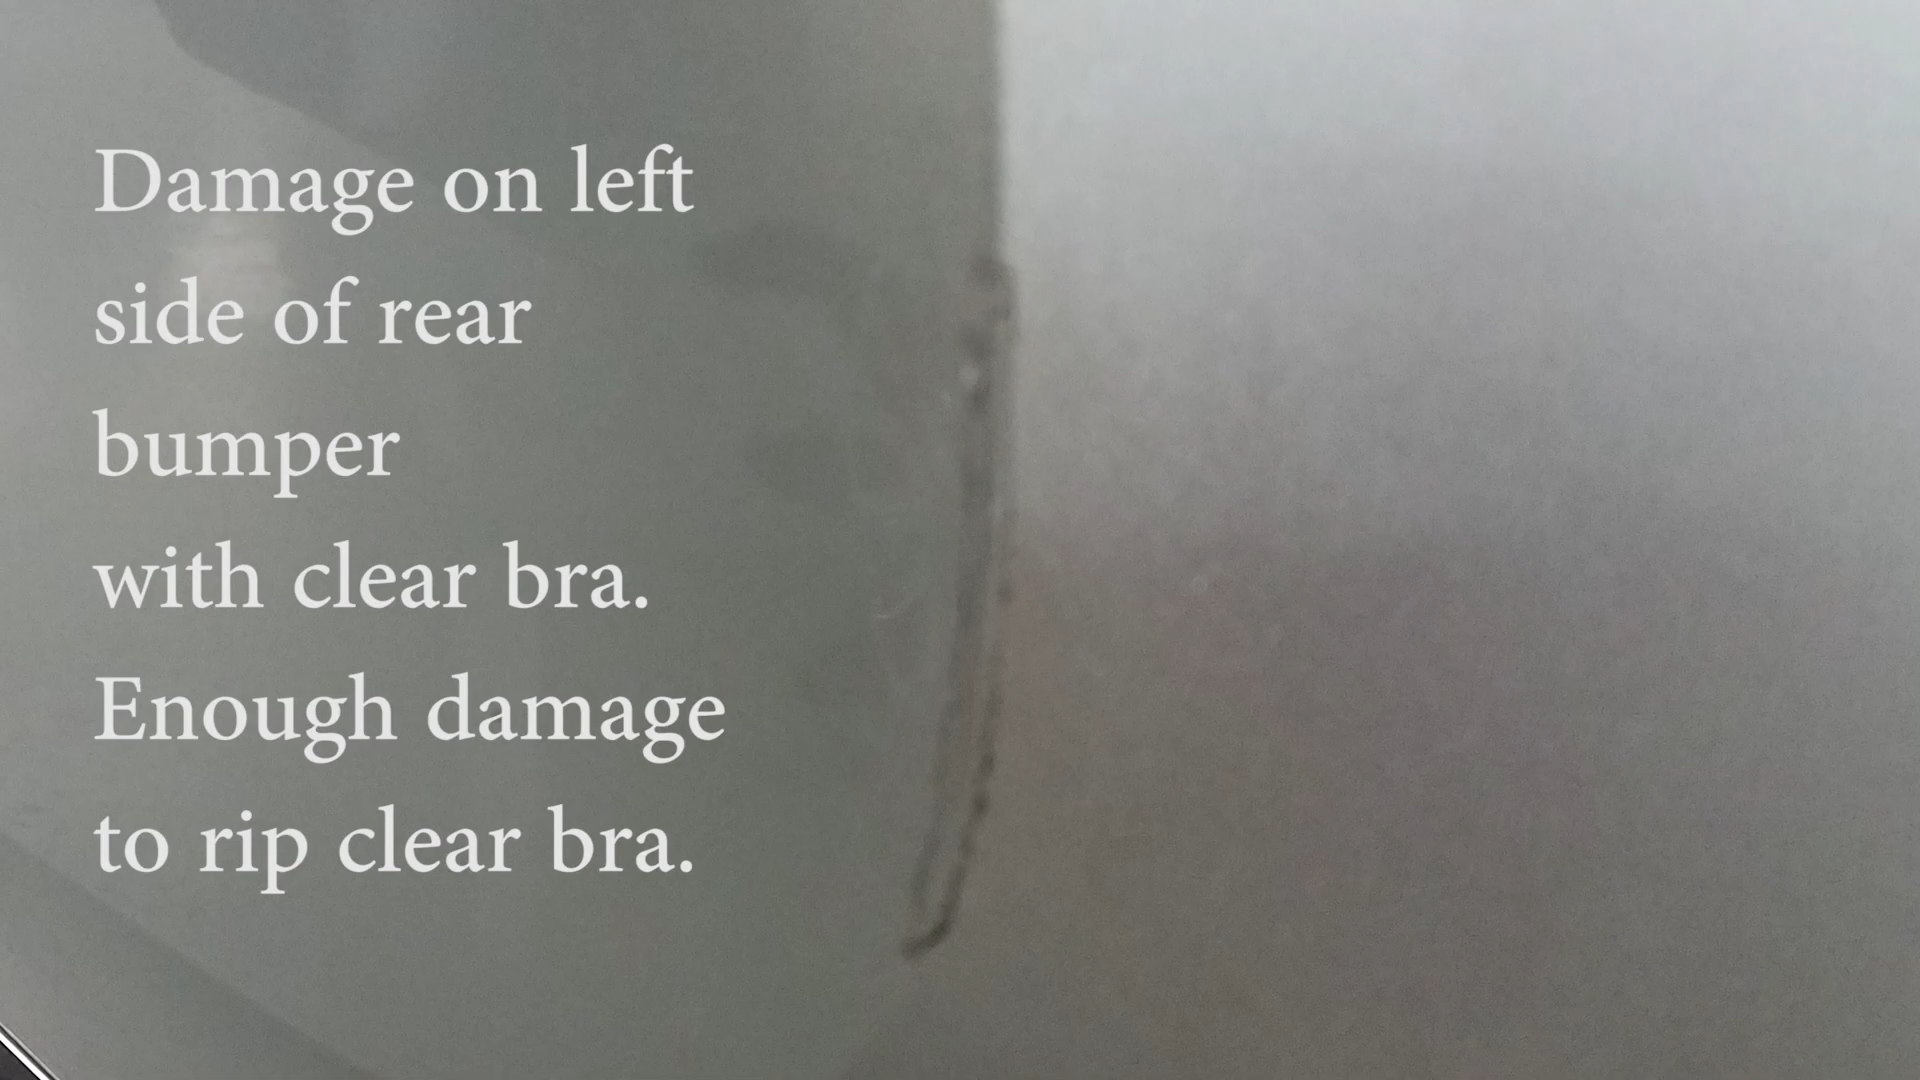 Damage on left
side of rear
bumper
with clear bra.
Enough damage
to rip clear bra.